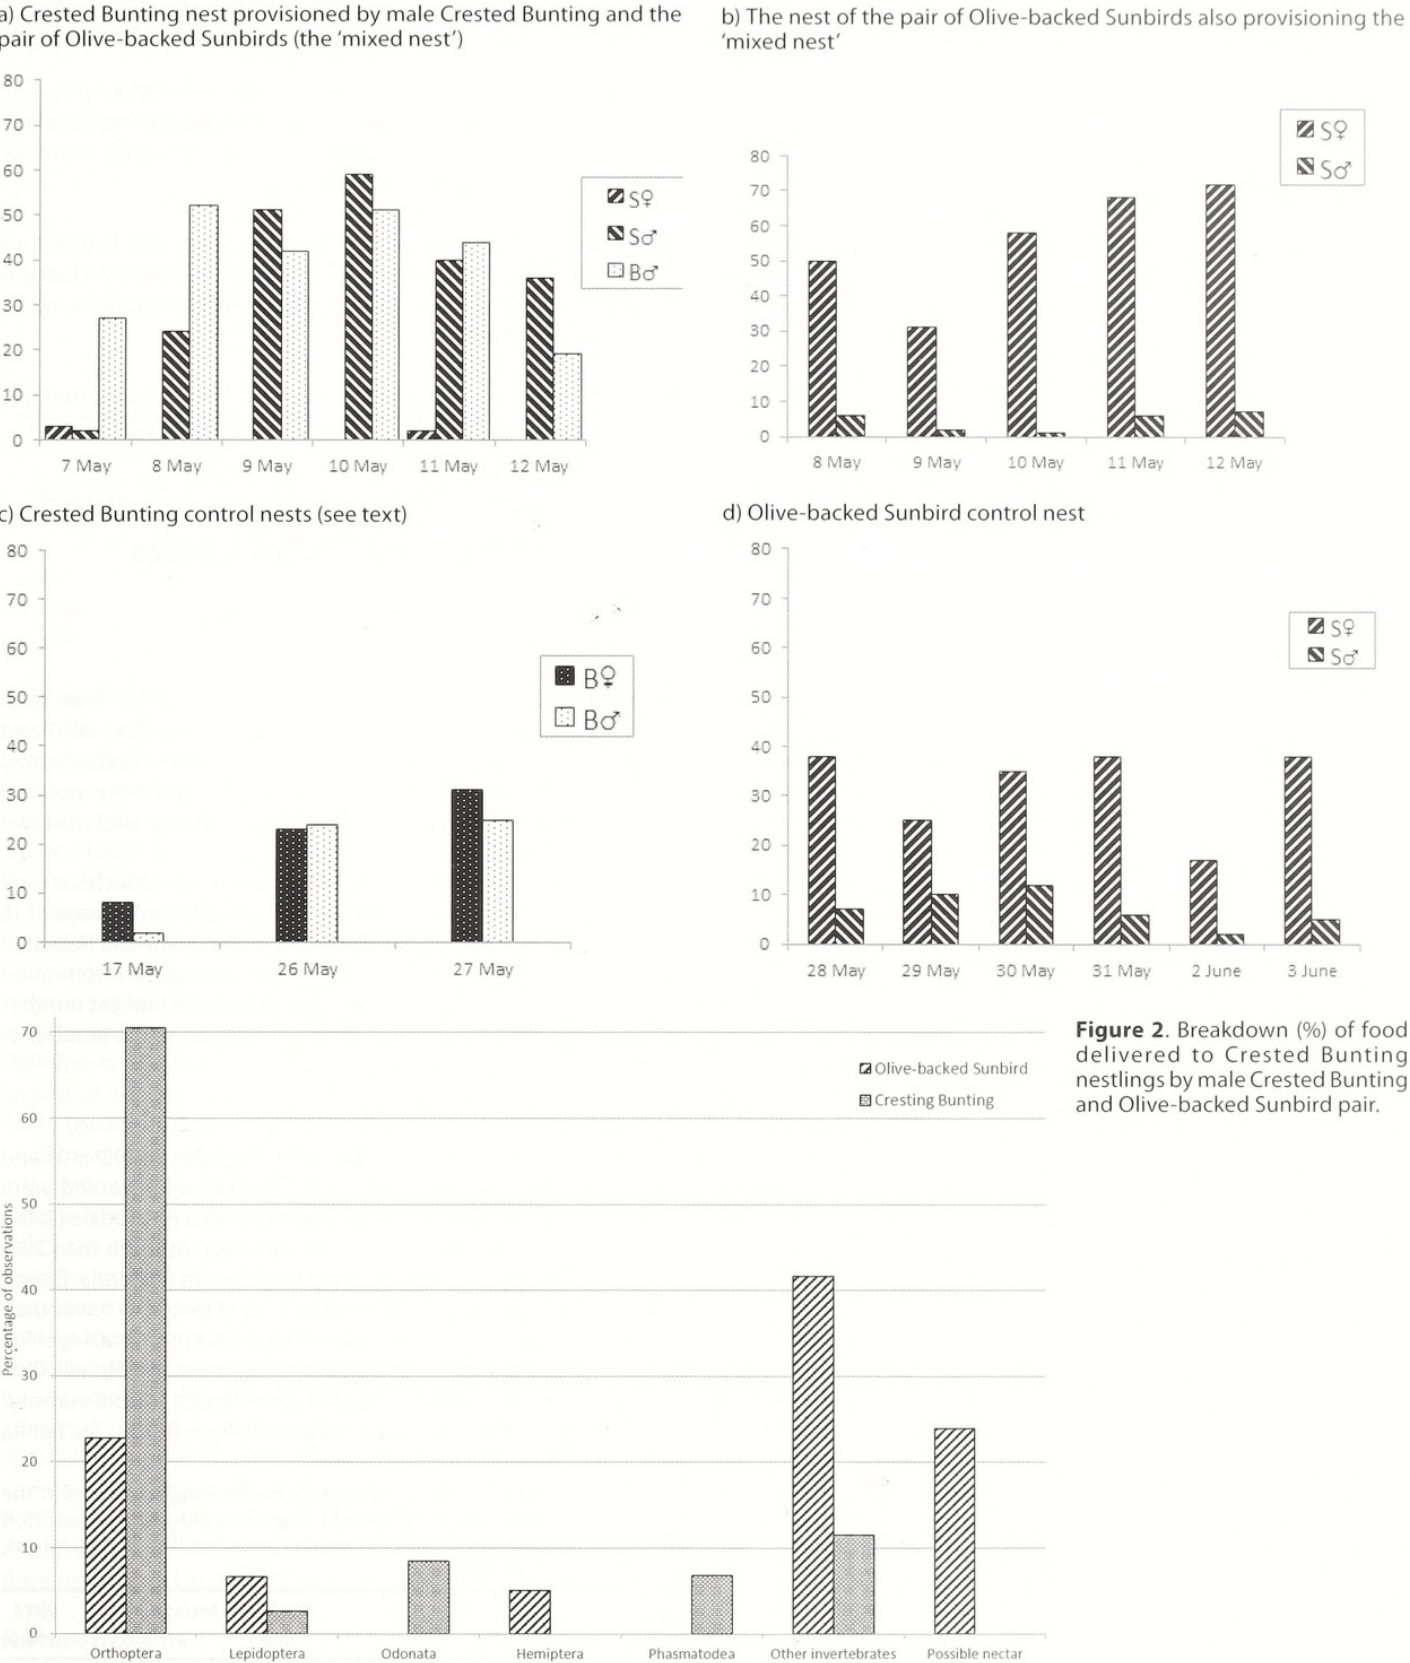 a) Crested Bunting nest provisioned by male Crested Bunting and the
pair of Olive-backed Sunbirds (the ‘mixed nest’)
80
70
60
50
40
30
20
10
0
7 May 8 May 9 May 10 May 11 May 12 May
S♀
S♂
B♂
b) The nest of the pair of Olive-backed Sunbirds also provisioning the
‘mixed nest’
80
70
60
50
40
30
20
10
0
8 May 9 May 10 May 11 May 12 May
S♀
S♂
c) Crested Bunting control nests (see text)
80
70
60
50
40
30
20
10
0
17 May 26 May 27 May
B♀
B♂
d) Olive-backed Sunbird control nest
80
70
60
50
40
30
20
10
0
28 May 29 May 30 May 31 May 2 June 3 June
S♀
S♂
Percentage of observations
70
60
50
40
30
20
10
0
Orthoptera Lepidoptera Odonata Hemiptera Phasmatodea Other invertebrates Possible nectar
Olive-backed Sunbird
Cresting Bunting
Figure 2. Breakdown (%) of food
delivered to Crested Bunting
nestlings by male Crested Bunting
and Olive-backed Sunbird pair.